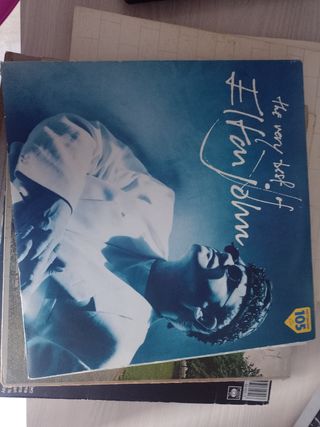 the very best of
Elton John
105